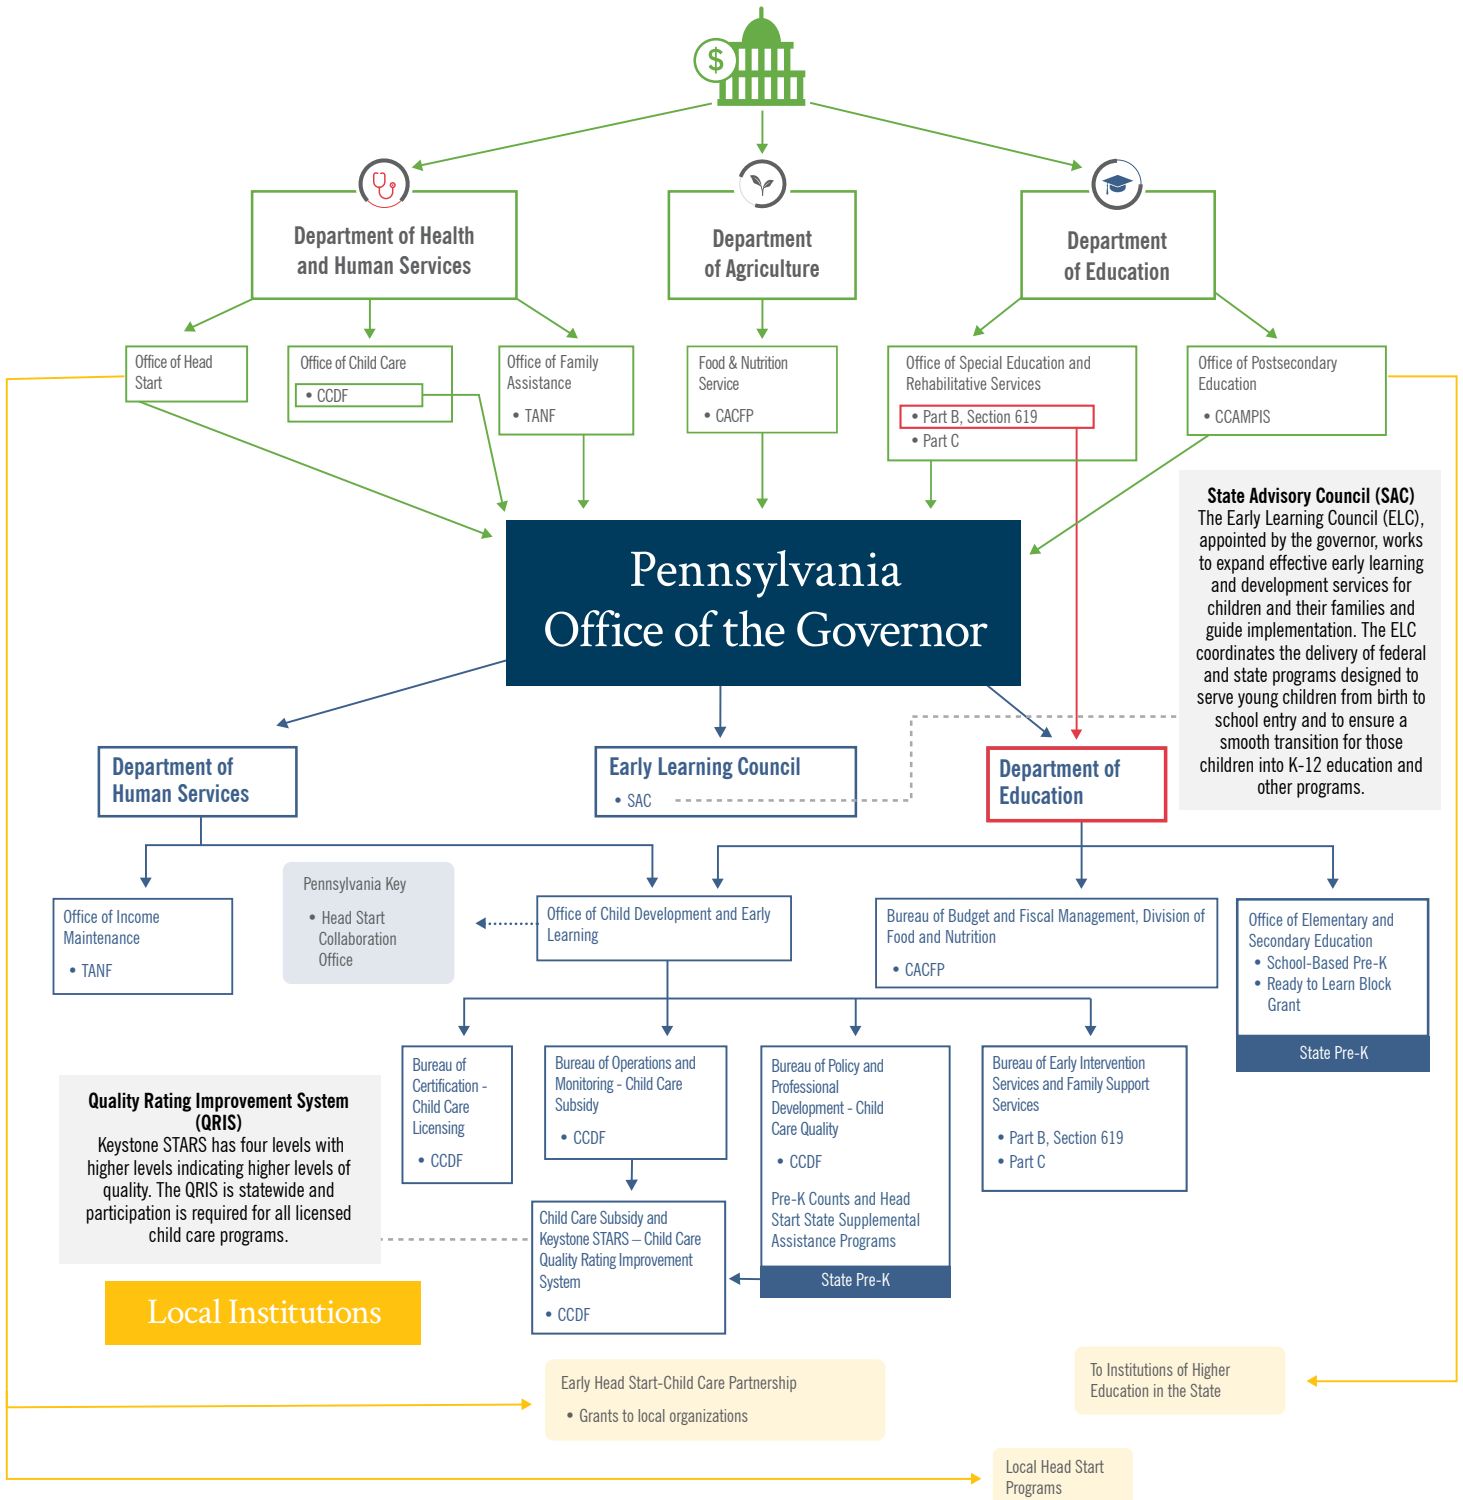 $
Department of Health
and Human Services
Department
of Agriculture
Department
of Education
Office of Head
Start
Office of Child Care
• CCDF
Office of Family
Assistance
• TANF
Food & Nutrition
Service
• CACFP
Office of Special Education and
Rehabilitative Services
• Part B, Section 619
• Part C
Office of Postsecondary
Education
• CCAMPIS
State Advisory Council (SAC)
The Early Learning Council (ELC),
appointed by the governor, works
to expand effective early learning
and development services for
children and their families and
guide implementation. The ELC
coordinates the delivery of federal
and state programs designed to
serve young children from birth to
school entry and to ensure a
smooth transition for those
children into K-12 education and
other programs.
Pennsylvania
Office of the Governor
Department of
Human Services
Early Learning Council
• SAC
Department of
Education
Office of Income
Maintenance
• TANF
Pennsylvania Key
• Head Start
Collaboration
Office
Office of Child Development and Early
Learning
Bureau of Budget and Fiscal Management, Division of
Food and Nutrition
• CACFP
Office of Elementary and
Secondary Education
• School-Based Pre-K
• Ready to Learn Block
Grant
State Pre-K
Bureau of
Certification -
Child Care
Licensing
• CCDF
Bureau of Operations and
Monitoring - Child Care
Subsidy
• CCDF
Bureau of Policy and
Professional
Development - Child
Care Quality
• CCDF
Pre-K Counts and Head
Start State Supplemental
Assistance Programs
State Pre-K
Bureau of Early Intervention
Services and Family Support
Services
• Part B, Section 619
• Part C
Quality Rating Improvement System
(QRIS)
Keystone STARS has four levels with
higher levels indicating higher levels of
quality. The QRIS is statewide and
participation is required for all licensed
child care programs.
Child Care Subsidy and
Keystone STARS – Child Care
Quality Rating Improvement
System
• CCDF
Local Institutions
Early Head Start-Child Care Partnership
• Grants to local organizations
To Institutions of Higher
Education in the State
Local Head Start
Programs